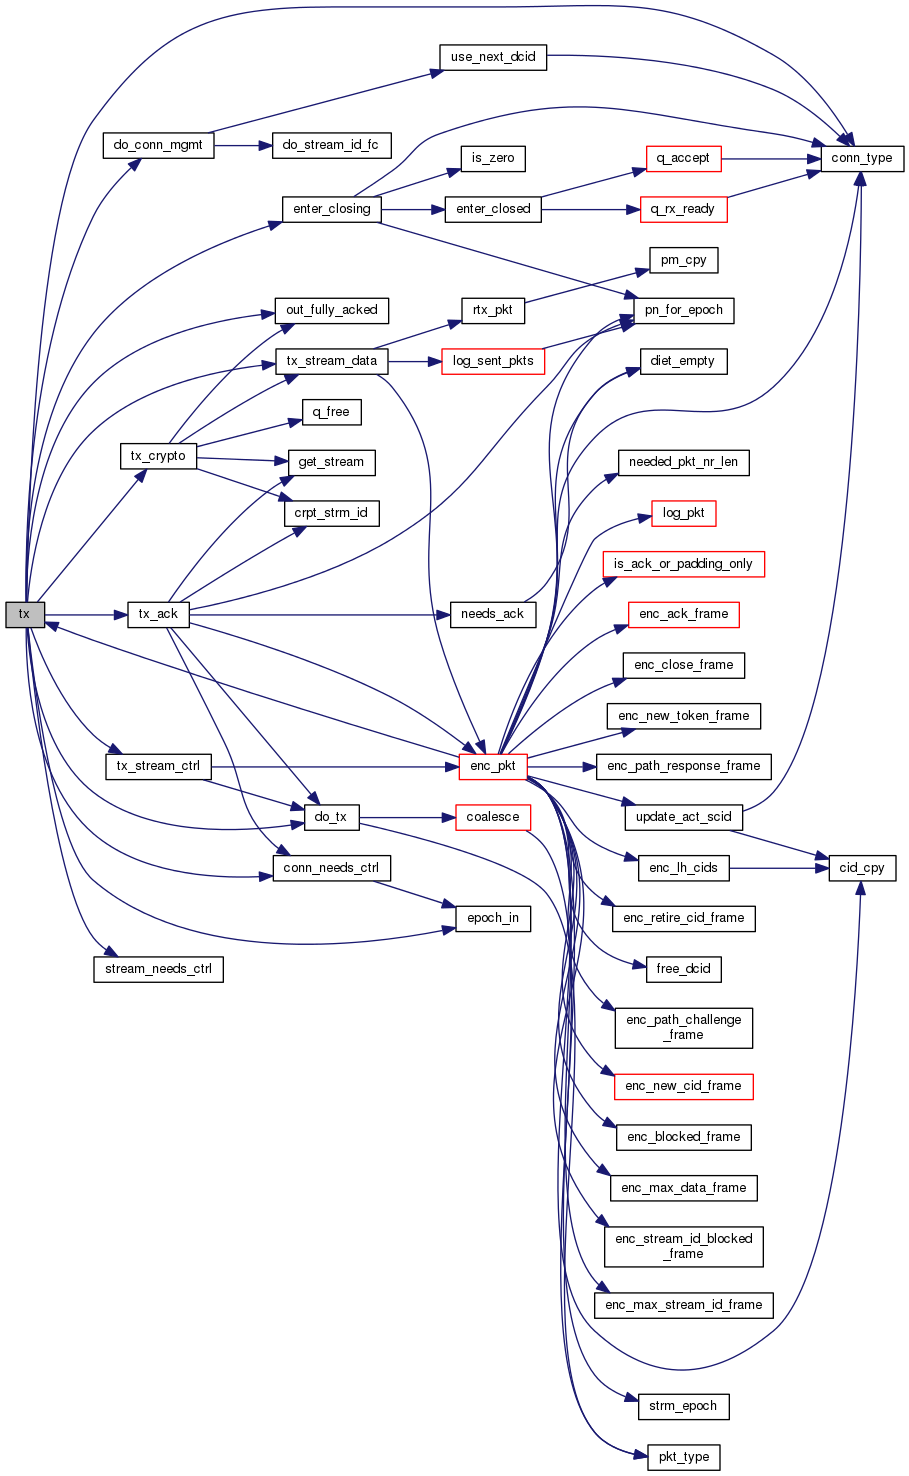 use_next_dcid
do_conn_mgmt
do_stream_id_fc
is_zero
q_accept
conn_type
enter_closing
enter_closed
q_rx_ready
pm_cpy
out_fully_acked
rtx_pkt
pn_for_epoch
tx_stream_data
log_sent_pkts
diet_empty
q_free
tx_crypto
get_stream
needed_pkt_nr_len
crpt_strm_id
log_pkt
is_ack_or_padding_only
tx
tx_ack
needs_ack
enc_ack_frame
enc_close_frame
enc_new_token_frame
tx_stream_ctrl
enc_pkt
enc_path_response_frame
do_tx
coalesce
update_act_scid
conn_needs_ctrl
enc_lh_cids
cid_cpy
epoch_in
enc_retire_cid_frame
stream_needs_ctrl
free_dcid
enc_path_challenge
_frame
enc_new_cid_frame
enc_blocked_frame
enc_max_data_frame
enc_stream_id_blocked
_frame
enc_max_stream_id_frame
strm_epoch
pkt_type